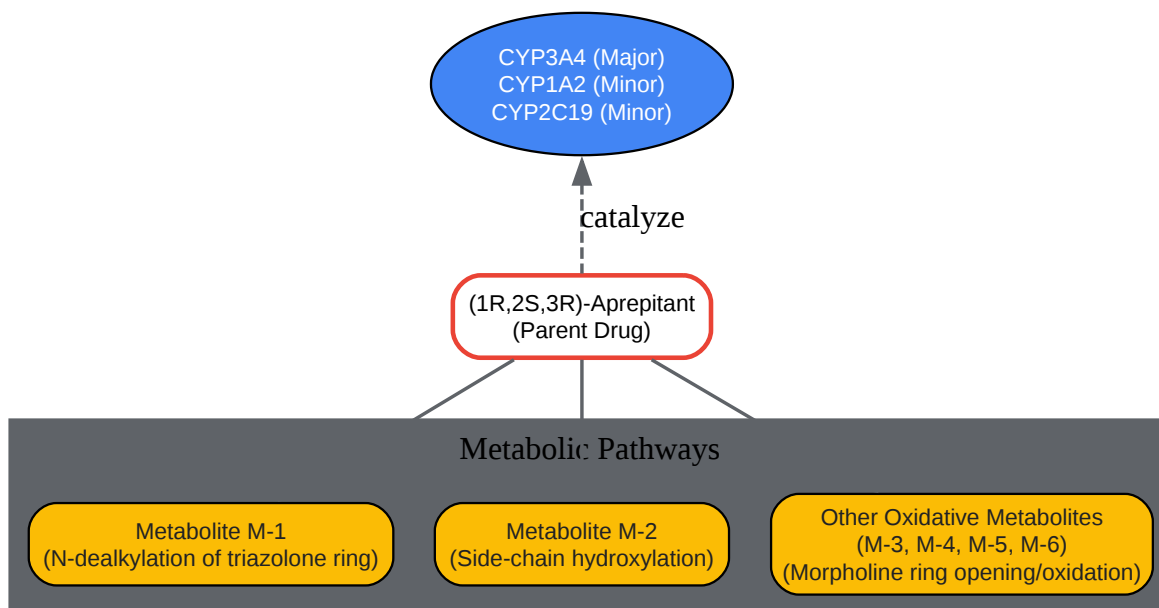 CYP3A4 (Major)
CYP1A2 (Minor)
CYP2C19 (Minor)
catalyze
(1R,2S,3R)-Aprepitant
(Parent Drug)
Metabolic Pathways
Metabolite M-1
(N-dealkylation of triazolone ring)
Metabolite M-2
(Side-chain hydroxylation)
Other Oxidative Metabolites
(M-3, M-4, M-5, M-6)
(Morpholine ring opening/oxidation)